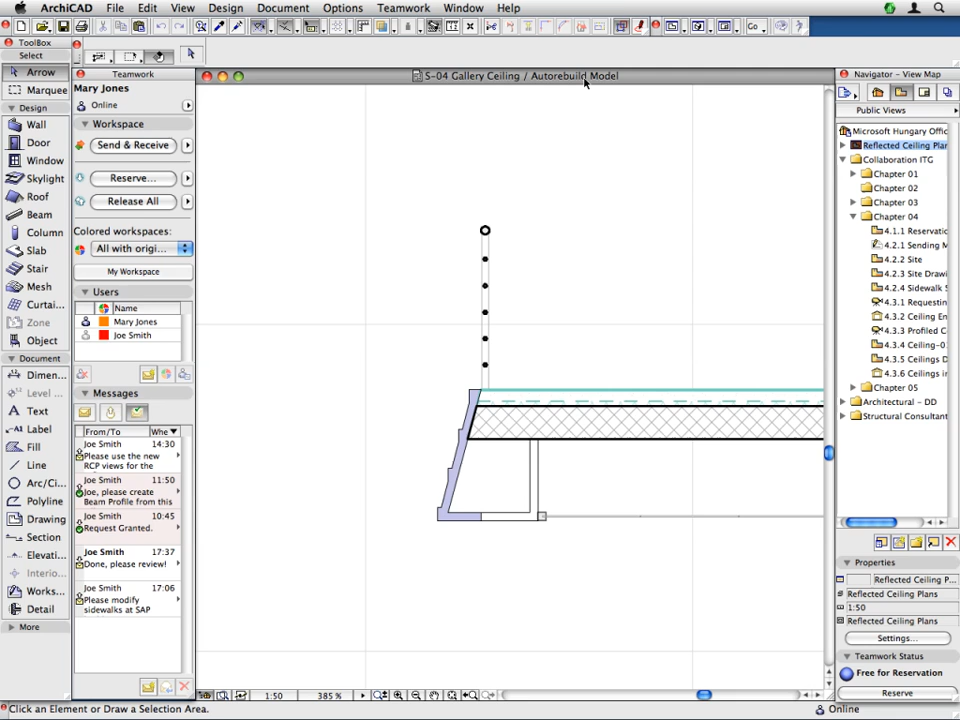 ArchiCAD File Edit View Design Document Options Teamwork Window Help
Go...
ToolBox
Select
Arrow
Marquee
Design
Wall
Door
Window
Skylight
Roof
Beam
Column
Slab
Stair
Mesh
Curtai...
Zone
Object
Document
Dimen...
Level ...
Text
Label
Fill
Line
Arc/Ci...
Polyline
Drawing
Section
Elevati...
Interio...
Works...
Detail
More
Teamwork
Mary Jones
Online
Workspace
Send & Receive
Reserve...
Release All
Colored workspaces:
All with origi...
My Workspace
Users
Name
Mary Jones
Joe Smith
Messages
From/To Whe
Joe Smith 14:30
Please use the new
RCP views for the
Joe Smith 11:50
Joe, please create
Beam Profile from this
Joe Smith 10:45
Request Granted.
Joe Smith 17:37
Done, please review!
Joe Smith 17:06
Please modify
sidewalks at SAP
S-04 Gallery Ceiling / Autorebuild Model
1:50
385 %
Navigator - View Map
Public Views
Microsoft Hungary Offic
Reflected Ceiling Plan
Collaboration ITG
Chapter 01
Chapter 02
Chapter 03
Chapter 04
4.1.1 Reservatio
4.2.1 Sending M
4.2.2 Site
4.2.3 Site Drawi
4.2.4 Sidewalk S
4.3.1 Requesting
4.3.2 Ceiling En
4.3.3 Profiled C
4.3.4 Ceiling-0
4.3.5 Ceilings D
4.3.6 Ceilings in
Chapter 05
Architectural - DD
Structural Consultan
Properties
Reflected Ceiling P...
Reflected Ceiling Plans
1:50
Reflected Ceiling Plans
Settings...
Teamwork Status
Free for Reservation
Reserve
Click an Element or Draw a Selection Area.
Online